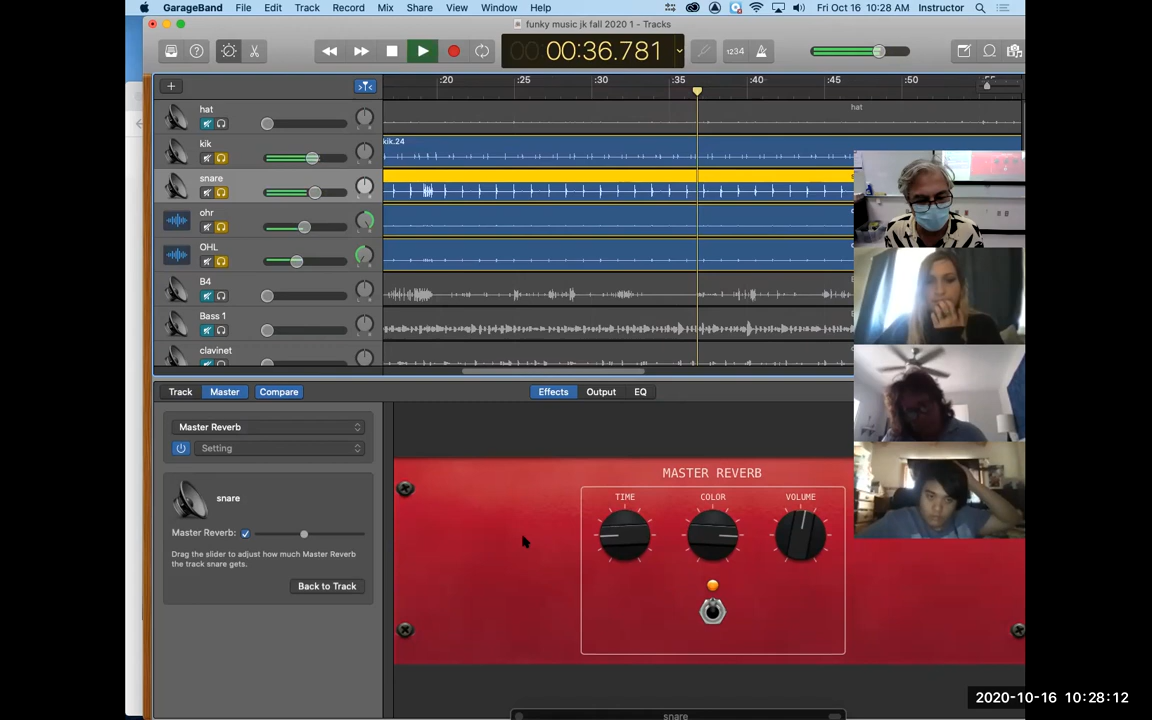 GarageBand File Edit Track Record Mix Share View Window Help Fri Oct 16 10:28 AM Instructor
funky music jk fall 2020 1 - Tracks
00:36.781
1234
:20 :25 :30 :35 :40 :45 :50 :55
hat
hat
kik
kik.24
snare
ohr
OHL
B4
Bass 1
clavinet
Track Master Compare Effects Output EQ
Master Reverb
Setting
MASTER REVERB
TIME COLOR VOLUME
snare
Master Reverb:
Drag the slider to adjust how much Master Reverb
the track snare gets.
Back to Track
2020-10-16 10:28:12
snare